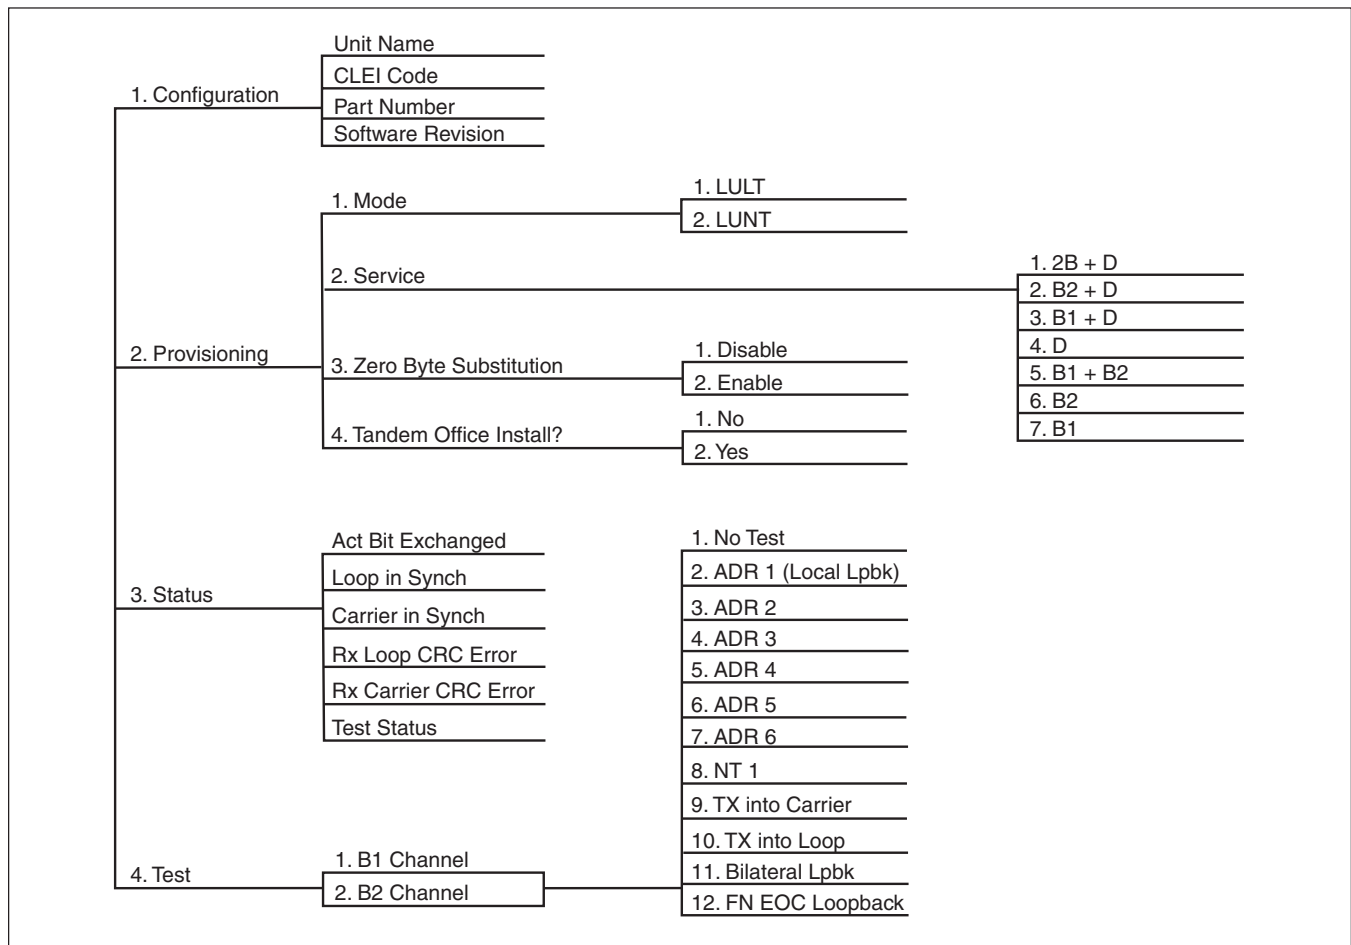 Unit Name
CLEI Code
1. Configuration
Part Number
Software Revision
1. Mode
1. LULT
2. LUNT
2. Service
1. 2B + D
2. B2 + D
3. B1 + D
4. D
5. B1 + B2
6. B2
7. B1
2. Provisioning
3. Zero Byte Substitution
1. Disable
2. Enable
4. Tandem Office Install?
1. No
2. Yes
3. Status
Act Bit Exchanged
Loop in Synch
Carrier in Synch
Rx Loop CRC Error
Rx Carrier CRC Error
Test Status
4. Test
1. B1 Channel
2. B2 Channel
1. No Test
2. ADR 1 (Local Lpbk)
3. ADR 2
4. ADR 3
5. ADR 4
6. ADR 5
7. ADR 6
8. NT 1
9. TX into Carrier
10. TX into Loop
11. Bilateral Lpbk
12. FN EOC Loopback